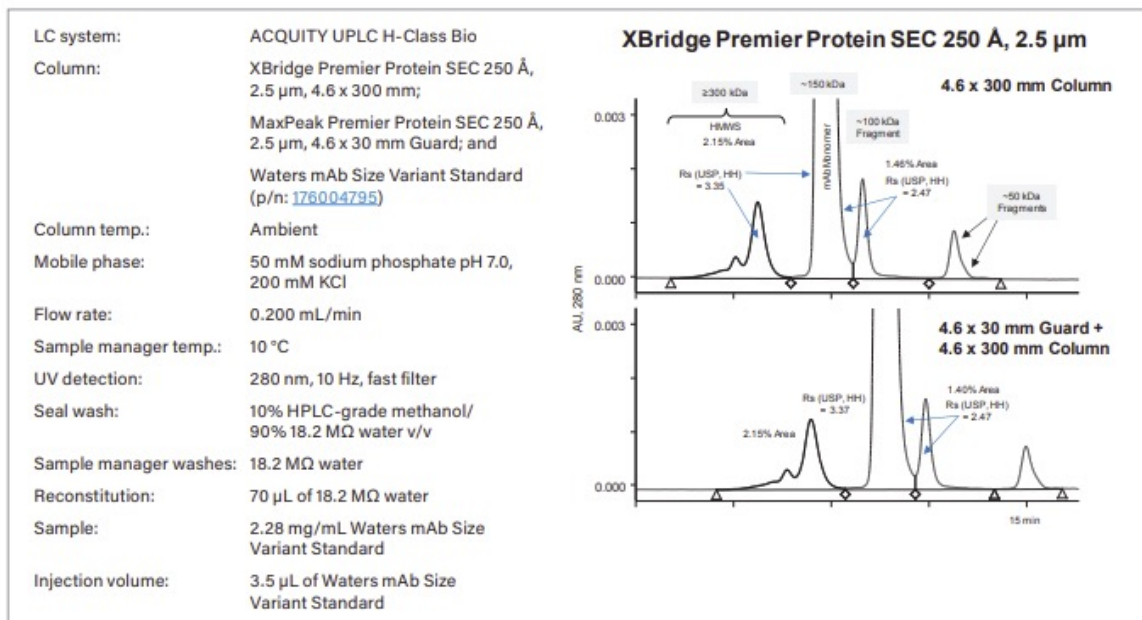 LC system: ACQUITY UPLC H-Class Bio
Column: XBridge Premier Protein SEC 250 Å,
2.5 µm, 4.6 x 300 mm;
MaxPeak Premier Protein SEC 250 Å,
2.5 µm, 4.6 x 30 mm Guard; and
Waters mAb Size Variant Standard
(p/n: 176004795)
Column temp.: Ambient
Mobile phase: 50 mM sodium phosphate pH 7.0,
200 mM KCl
Flow rate: 0.200 mL/min
Sample manager temp.: 10 °C
UV detection: 280 nm, 10 Hz, fast filter
Seal wash: 10% HPLC-grade methanol/
90% 18.2 MΩ water v/v
Sample manager washes: 18.2 MΩ water
Reconstitution: 70 µL of 18.2 MΩ water
Sample: 2.28 mg/mL Waters mAb Size
Variant Standard
Injection volume: 3.5 µL of Waters mAb Size
Variant Standard
XBridge Premier Protein SEC 250 Å, 2.5 µm
4.6 x 300 mm Column
≥300 kDa
~150 kDa
HMWS
2.15% Area
~100 kDa
Fragment
0.003
Rs (USP, HH)
= 3.35
mAb Monomer
1.46% Area
Rs (USP, HH)
= 2.47
~50 kDa
Fragments
0.000
AU, 280 nm
0.003
4.6 x 30 mm Guard +
4.6 x 300 mm Column
Rs (USP, HH)
= 3.37
2.15% Area
1.40% Area
Rs (USP, HH)
= 2.47
0.000
15 min